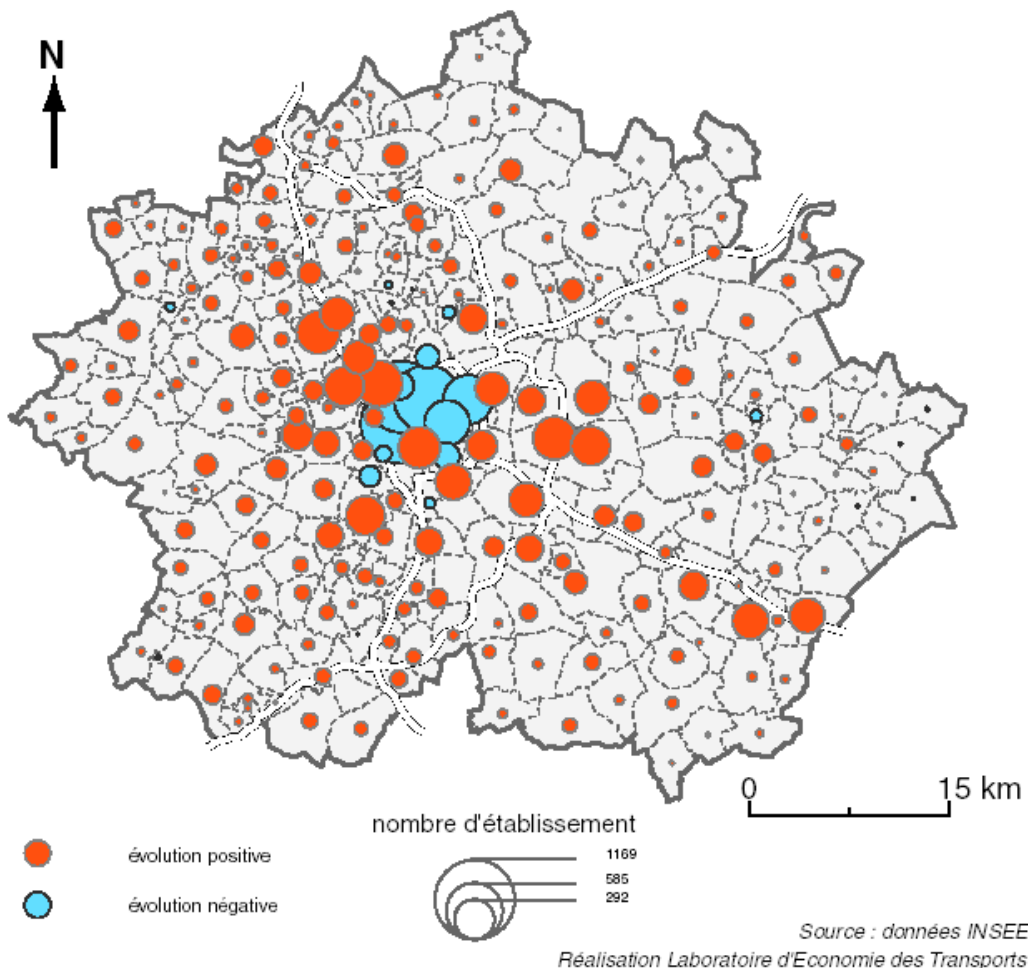 N
0 15 km
nombre d'établissement
évolution positive
évolution négative
1169
585
292
Source : données INSEE
Réalisation Laboratoire d'Economie des Transports